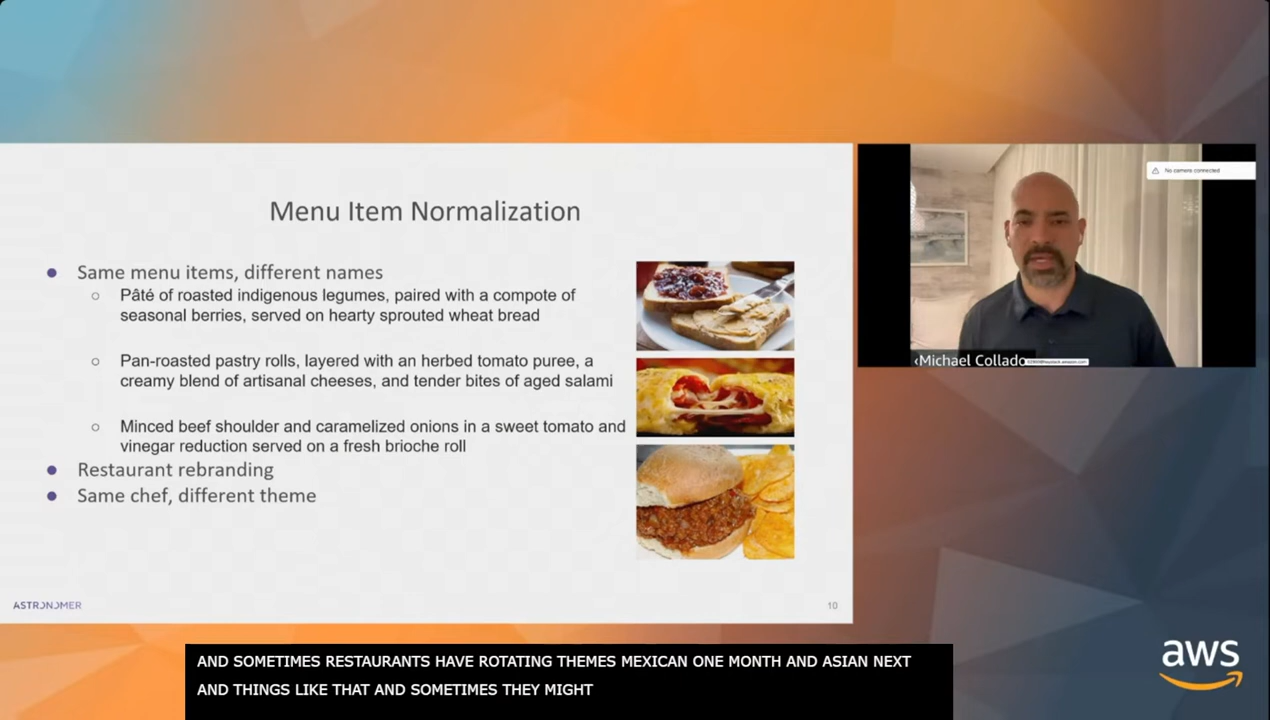 Menu Item Normalization
Same menu items, different names
Pâté of roasted indigenous legumes, paired with a compote of
seasonal berries, served on hearty sprouted wheat bread
Pan-roasted pastry rolls, layered with an herbed tomato puree, a
creamy blend of artisanal cheeses, and tender bites of aged salami
Minced beef shoulder and caramelized onions in a sweet tomato and
vinegar reduction served on a fresh brioche roll
Restaurant rebranding
Same chef, different theme
ASTRONOMER
10
No camera connected
Michael Collado
aws
AND SOMETIMES RESTAURANTS HAVE ROTATING THEMES MEXICAN ONE MONTH AND ASIAN NEXT
AND THINGS LIKE THAT AND SOMETIMES THEY MIGHT